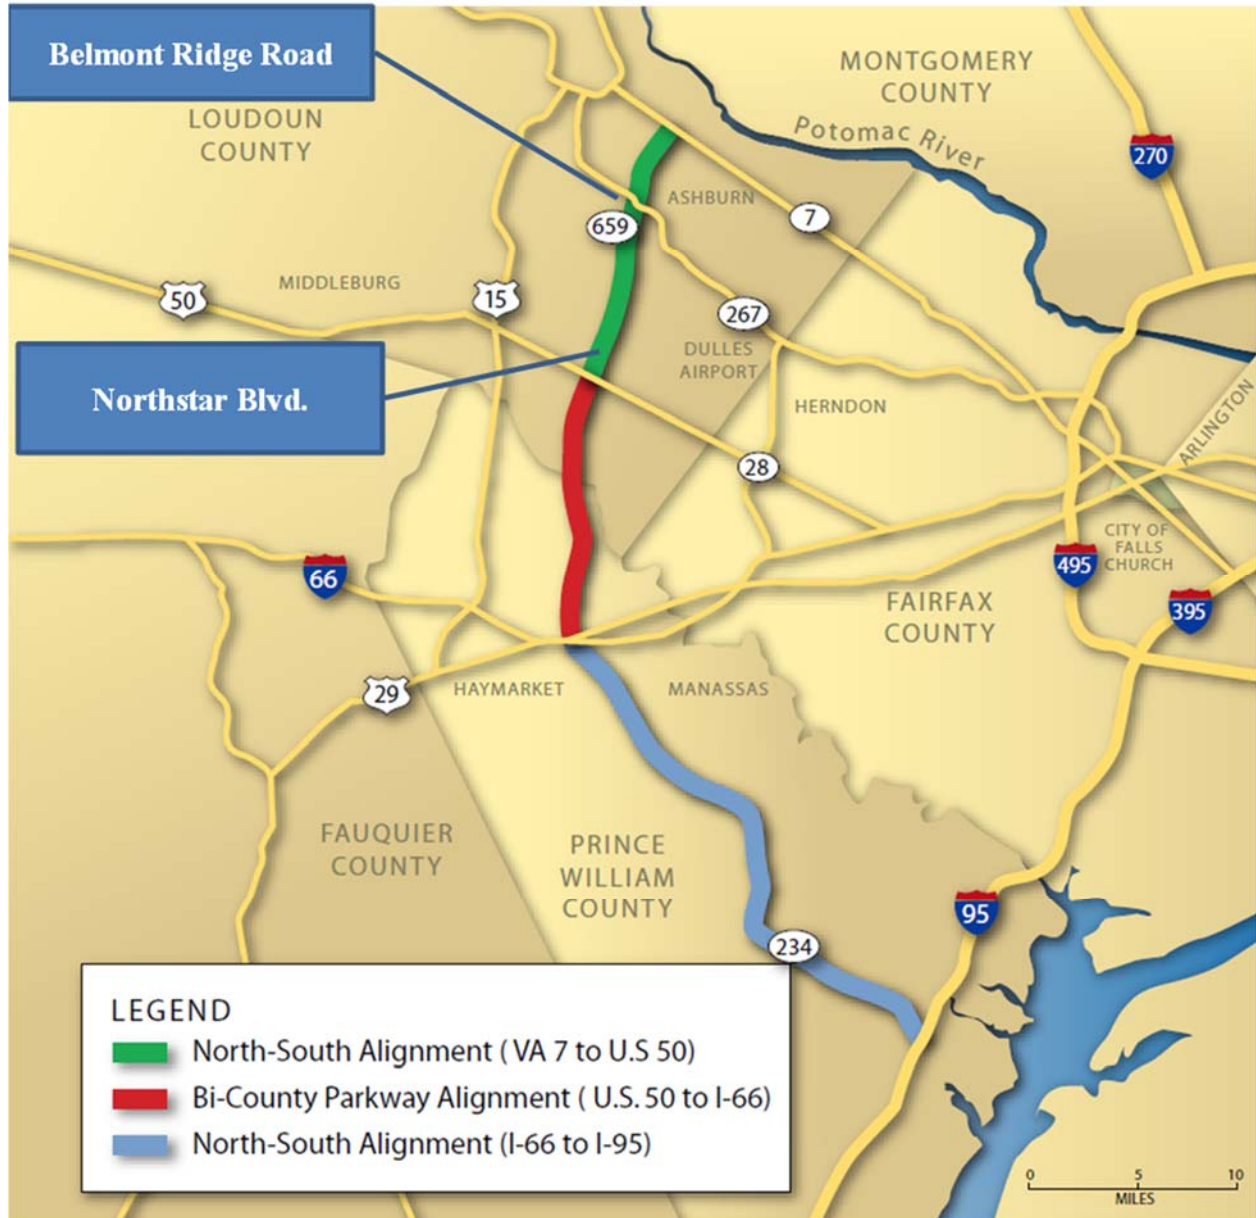 Belmont Ridge Road
LOUDOUN
COUNTY
MONTGOMERY
COUNTY
Potomac River
270
ASHBURN
659
7
MIDDLEBURG
50
15
267
DULLES
AIRPORT
Northstar Blvd.
HERNDON
ARLINGTON
28
CITY OF
FALLS
CHURCH
66
495
395
FAIRFAX
COUNTY
29
HAYMARKET
MANASSAS
FAUQUIER
COUNTY
PRINCE
WILLIAM
COUNTY
95
234
LEGEND
North-South Alignment ( VA 7 to U.S 50)
Bi-County Parkway Alignment ( U.S. 50 to I-66)
North-South Alignment (I-66 to I-95)
0 5 10
MILES